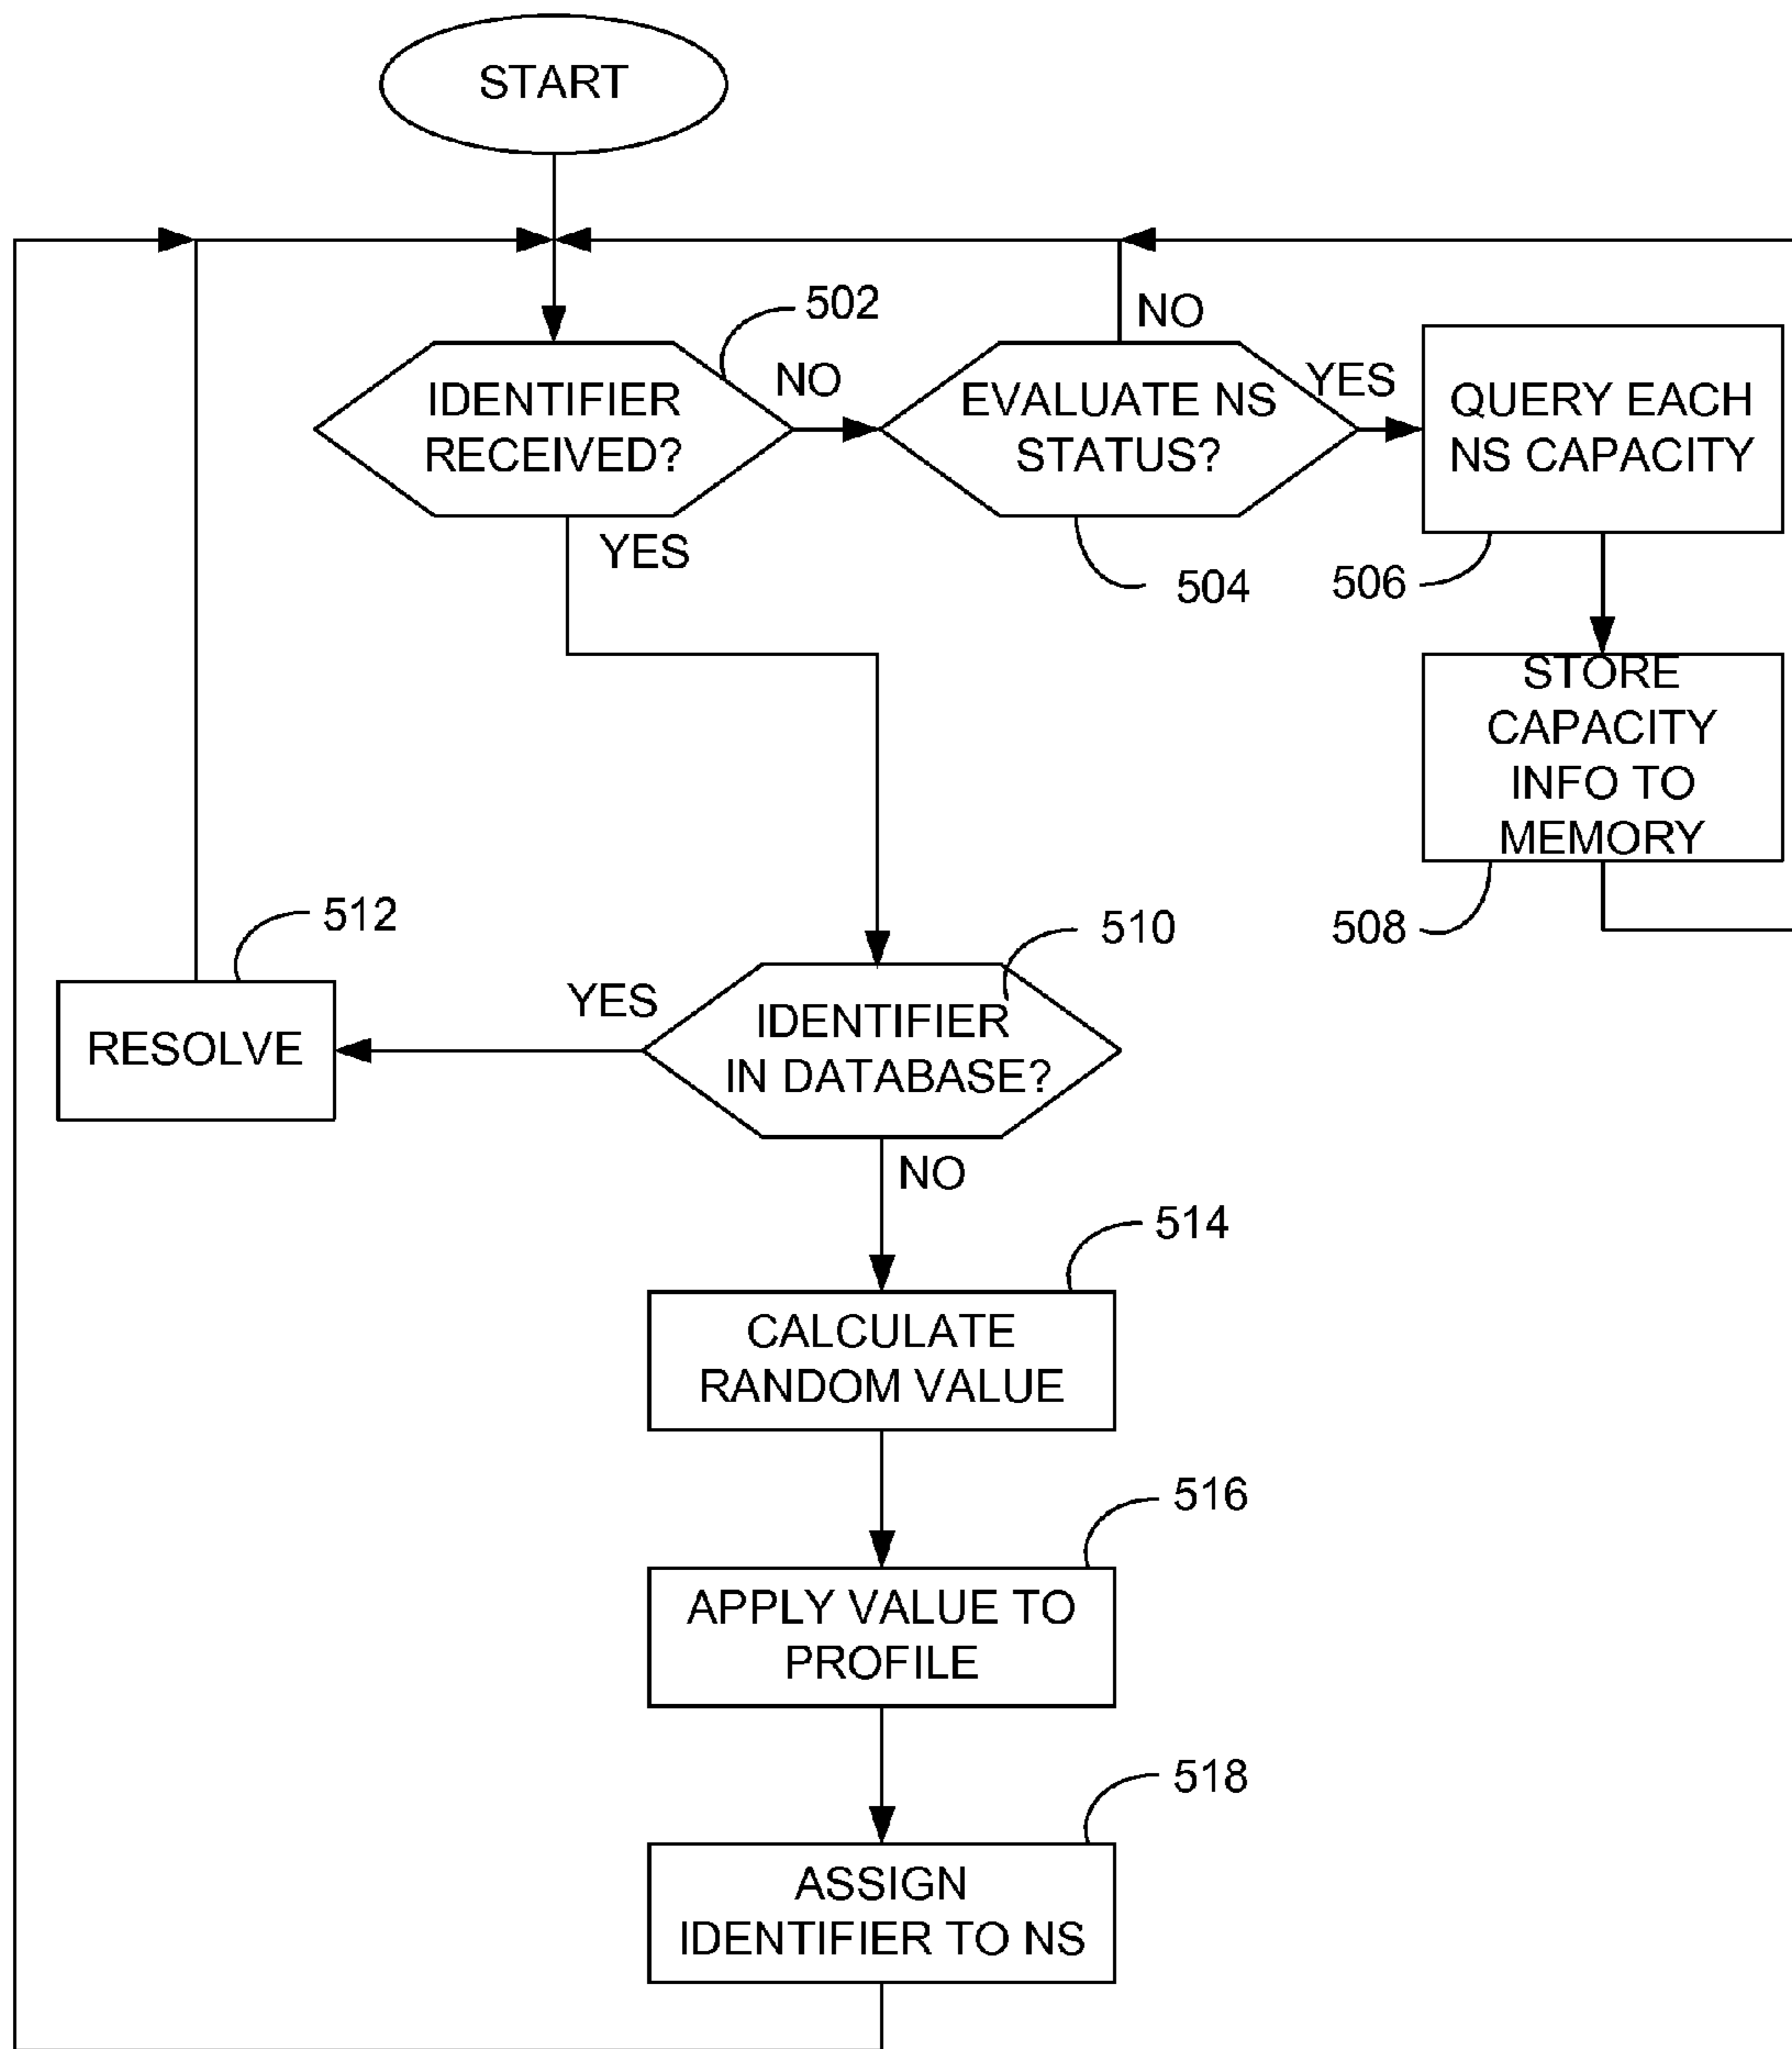 START
502
NO
IDENTIFIER
RECEIVED?
NO
EVALUATE NS
STATUS?
YES
QUERY EACH
NS CAPACITY
YES
504
506
STORE
CAPACITY
INFO TO
MEMORY
512
510
508
YES
IDENTIFIER
IN DATABASE?
RESOLVE
NO
514
CALCULATE
RANDOM VALUE
516
APPLY VALUE TO
PROFILE
518
ASSIGN
IDENTIFIER TO NS